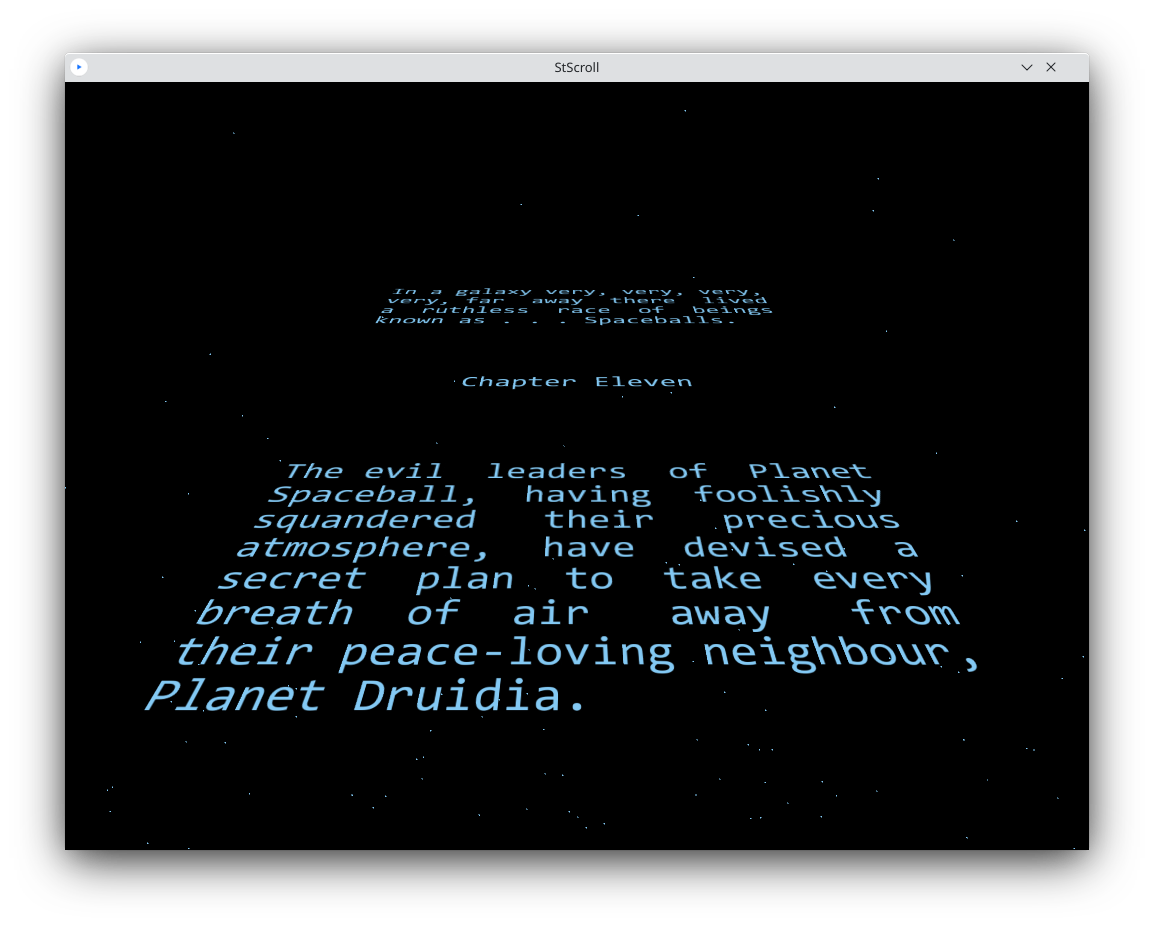 StScroll
In a galaxy very, very, very,
very, far away there lived
a ruthless race of beings
known as . . . Spaceballs.
Chapter Eleven
The evil leaders of Planet
Spaceball, having foolishly
squandered their precious
atmosphere, have devised a
secret plan to take every
breath of air away from
their peace-loving neighbour,
Planet Druidia.